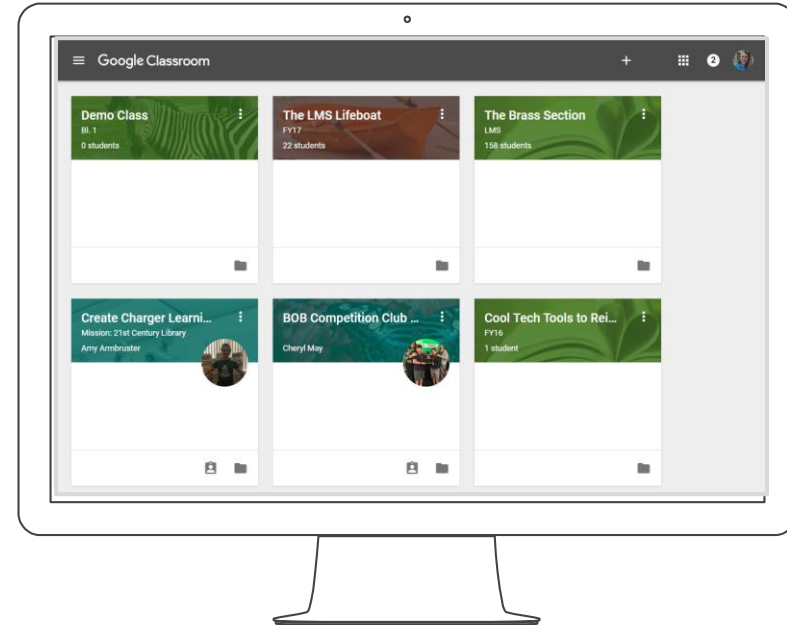 Google Classroom
2
Demo Class
Bl. 1
0 students
The LMS Lifeboat
FY17
22 students
The Brass Section
LMS
158 students
Create Charger Learni...
Mission: 21st Century Library
Amy Armbruster
BOB Competition Club ...
Cheryl May
Cool Tech Tools to Rei...
FY16
1 student